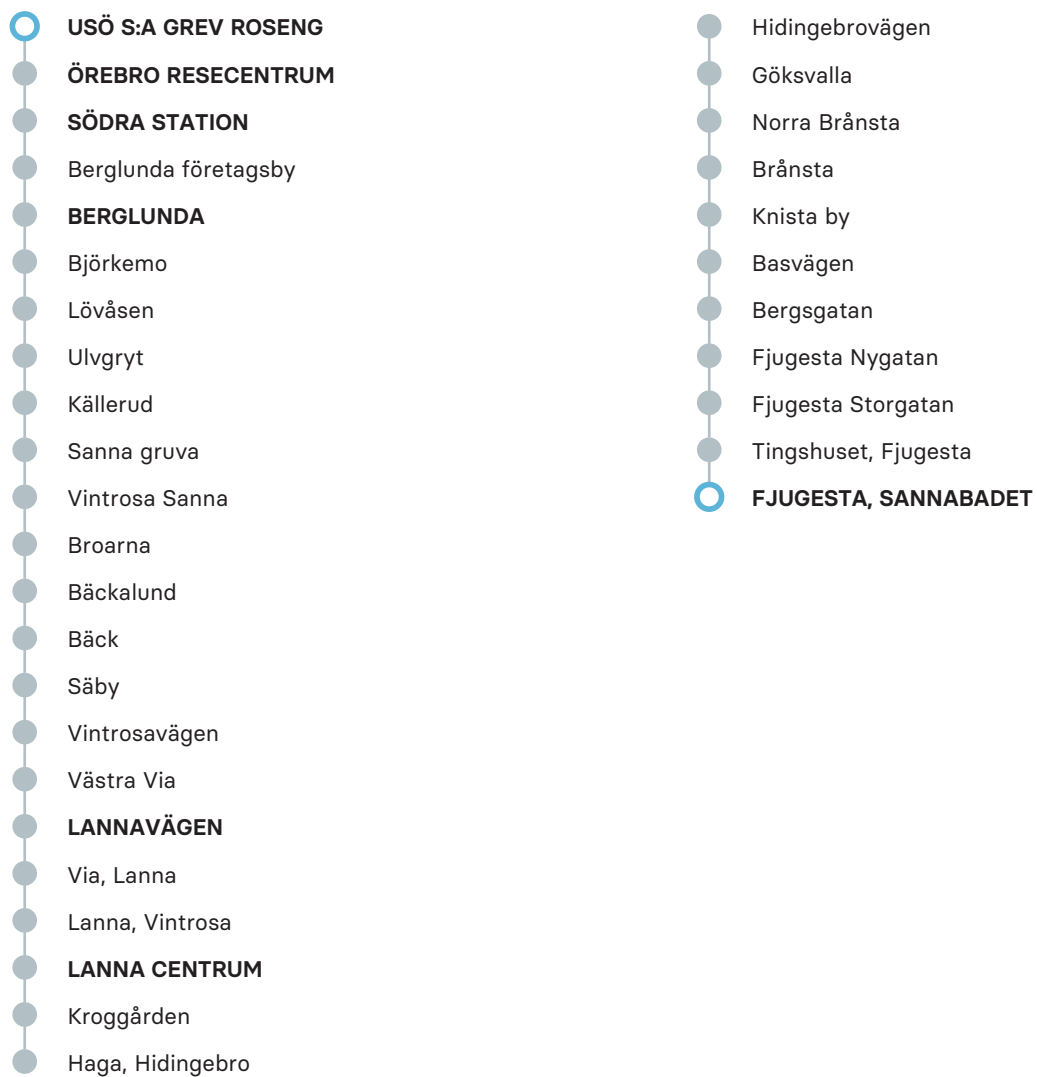 USÖ S:A GREV ROSENG
ÖREBRO RESECENTRUM
SÖDRA STATION
Berglunda företagsby
BERGLUNDA
Björkemo
Lövåsen
Ulvgryt
Källerud
Sanna gruva
Vintrosa Sanna
Broarna
Bäckalund
Bäck
Säby
Vintrosavägen
Västra Via
LANNAVÄGEN
Via, Lanna
Lanna, Vintrosa
LANNA CENTRUM
Kroggården
Haga, Hidingebro
Hidingebrovägen
Göksvalla
Norra Brånsta
Brånsta
Knista by
Basvägen
Bergsgatan
Fjugesta Nygatan
Fjugesta Storgatan
Tingshuset, Fjugesta
FJUGESTA, SANNABADET